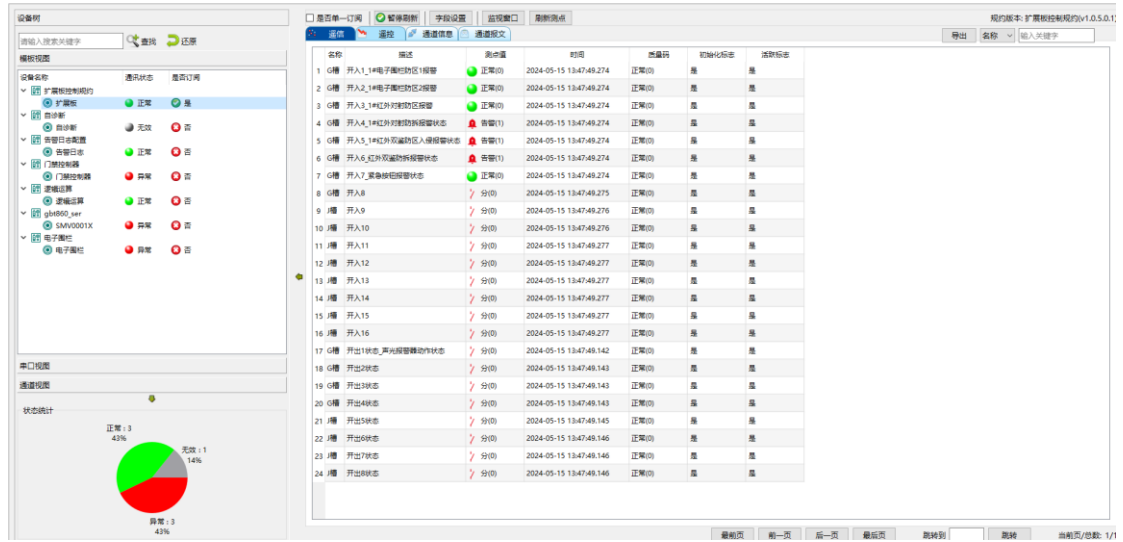 设备树
请输入搜索关键字 查找 还原
模板视图
设备名称 通讯状态 是否订阅
扩展板控制规约
扩展板 正常 是
自诊断
自诊断 无效 否
告警日志配置
告警日志 正常 否
门禁控制器
门禁控制器 异常 否
逻辑运算
逻辑运算 正常 否
gbt860_ser
SMV0001X 异常 否
电子围栏
电子围栏 异常 否
串口视图
通道视图
状态统计
正常 : 3
43%
无效 : 1
14%
异常 : 3
43%
是否单一订阅 暂停刷新 字段设置 监视窗口 刷新测点 规约版本: 扩展板控制规约(v1.0.5.0.1)
遥信 遥控 通道信息 通道报文 导出 名称 输入关键字
名称 描述 测点值 时间 质量码 初始化标志 活跃标志
1 G槽 开入1_1#电子围栏防区1报警 正常(0) 2024-05-15 13:47:49.274 正常(0) 是 是
2 G槽 开入2_1#电子围栏防区2报警 正常(0) 2024-05-15 13:47:49.274 正常(0) 是 是
3 G槽 开入3_1#红外对射防区报警 正常(0) 2024-05-15 13:47:49.274 正常(0) 是 是
4 G槽 开入4_1#红外对射防拆报警状态 告警(1) 2024-05-15 13:47:49.274 正常(0) 是 是
5 G槽 开入5_1#红外双鉴防区入侵报警状态 告警(1) 2024-05-15 13:47:49.274 正常(0) 是 是
6 G槽 开入6_红外双鉴防拆报警状态 告警(1) 2024-05-15 13:47:49.274 正常(0) 是 是
7 G槽 开入7_紧急按钮报警状态 正常(0) 2024-05-15 13:47:49.274 正常(0) 是 是
8 G槽 开入8 分(0) 2024-05-15 13:47:49.275 正常(0) 是 是
9 J槽 开入9 分(0) 2024-05-15 13:47:49.276 正常(0) 是 是
10 J槽 开入10 分(0) 2024-05-15 13:47:49.276 正常(0) 是 是
11 J槽 开入11 分(0) 2024-05-15 13:47:49.277 正常(0) 是 是
12 J槽 开入12 分(0) 2024-05-15 13:47:49.277 正常(0) 是 是
13 J槽 开入13 分(0) 2024-05-15 13:47:49.277 正常(0) 是 是
14 J槽 开入14 分(0) 2024-05-15 13:47:49.277 正常(0) 是 是
15 J槽 开入15 分(0) 2024-05-15 13:47:49.277 正常(0) 是 是
16 J槽 开入16 分(0) 2024-05-15 13:47:49.277 正常(0) 是 是
17 G槽 开出1状态_声光报警器动作状态 分(0) 2024-05-15 13:47:49.142 正常(0) 是 是
18 G槽 开出2状态 分(0) 2024-05-15 13:47:49.143 正常(0) 是 是
19 G槽 开出3状态 分(0) 2024-05-15 13:47:49.143 正常(0) 是 是
20 G槽 开出4状态 分(0) 2024-05-15 13:47:49.143 正常(0) 是 是
21 J槽 开出5状态 分(0) 2024-05-15 13:47:49.145 正常(0) 是 是
22 J槽 开出6状态 分(0) 2024-05-15 13:47:49.146 正常(0) 是 是
23 J槽 开出7状态 分(0) 2024-05-15 13:47:49.146 正常(0) 是 是
24 J槽 开出8状态 分(0) 2024-05-15 13:47:49.146 正常(0) 是 是
最前页 前一页 后一页 最后页 跳转到 跳转 当前页/总数: 1/1